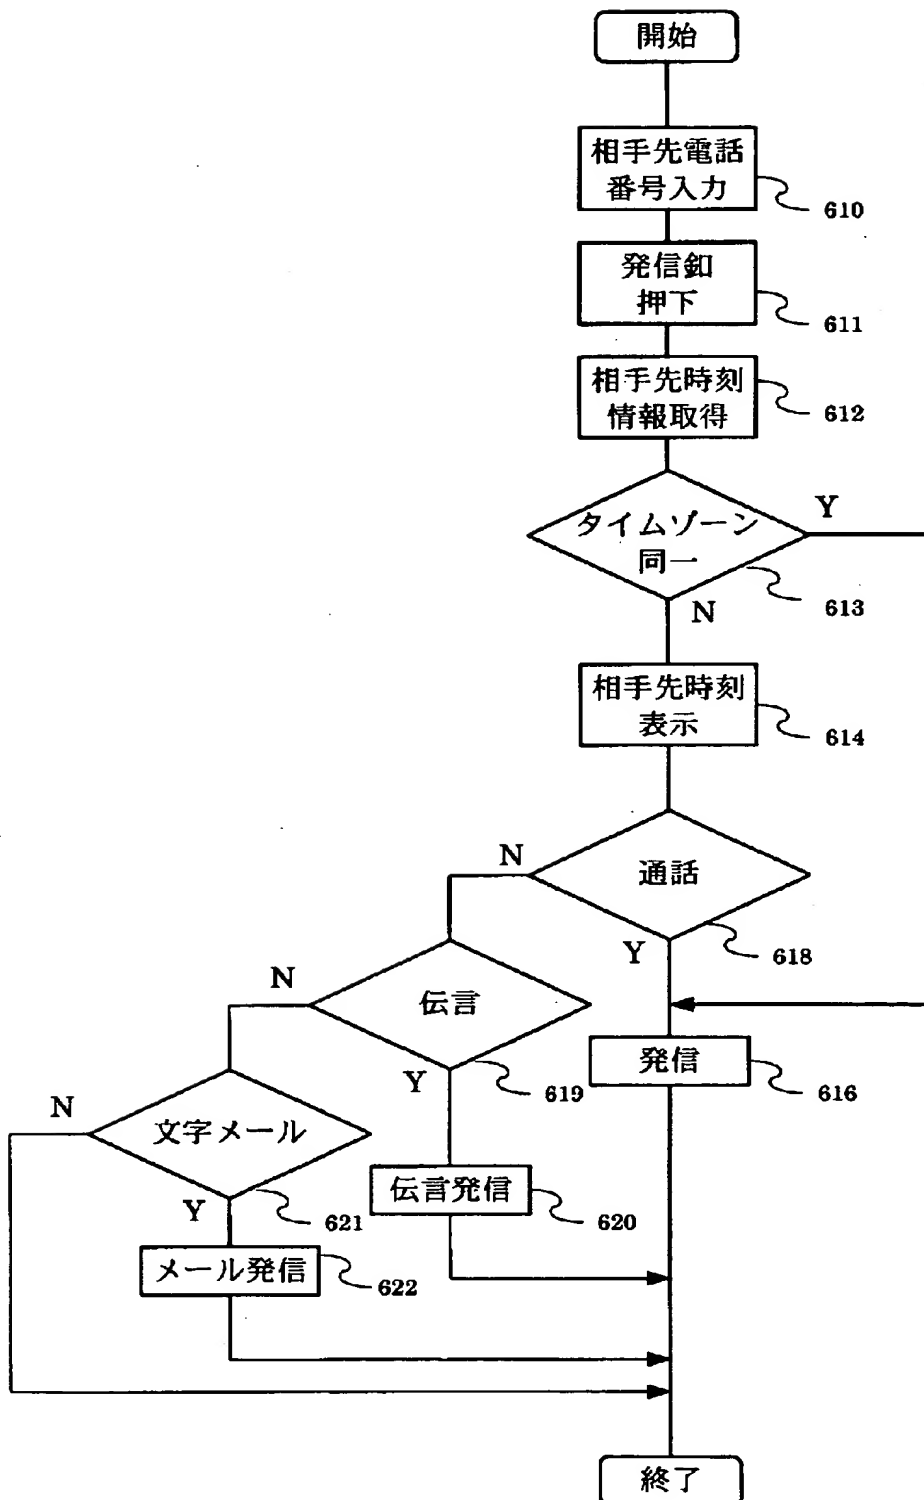 開始
相手先電話
番号入力
610
発信釦
押下
611
相手先時刻
情報取得
612
タイムゾーン
同一
Y
613
N
相手先時刻
表示
614
通話
N
618
Y
伝言
N
619
Y
発信
616
文字メール
N
621
Y
伝言発信
620
メール発信
622
終了